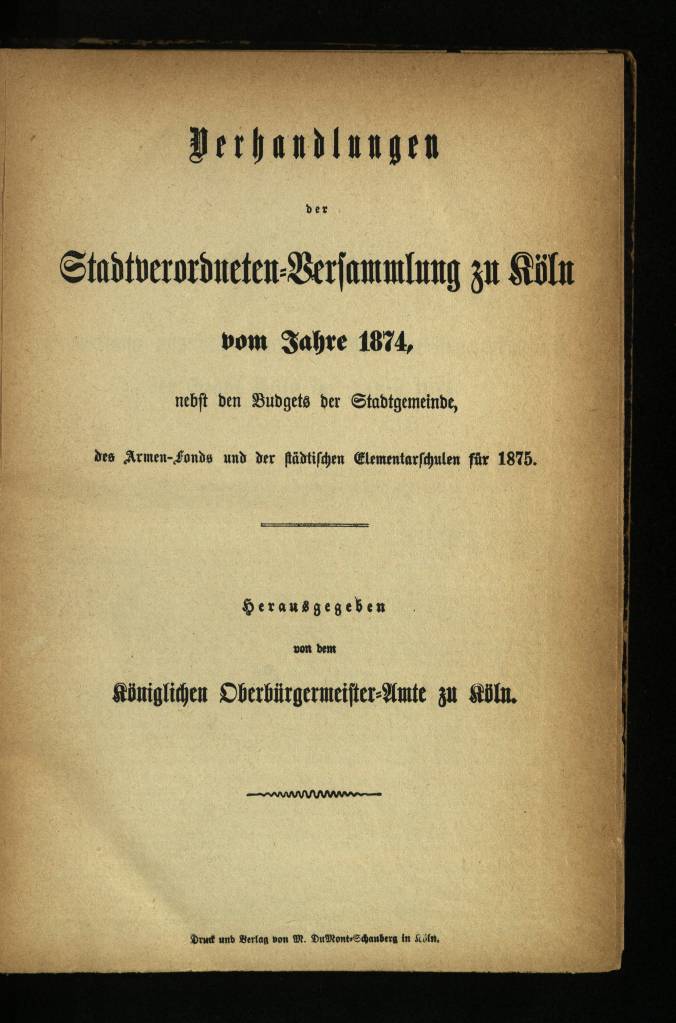 Verhandlungen
der
Stadtverordneten-Versammlung zu Köln
vom Jahre 1874,
nebst den Budgets der Stadtgemeinde,
des Armen-Fonds und der städtischen Elementarschulen für 1875.
Herausgegeben
von dem
Königlichen Oberbürgermeister-Amte zu Köln.
Druck und Verlag von M. DuMont-Schauberg in Köln.